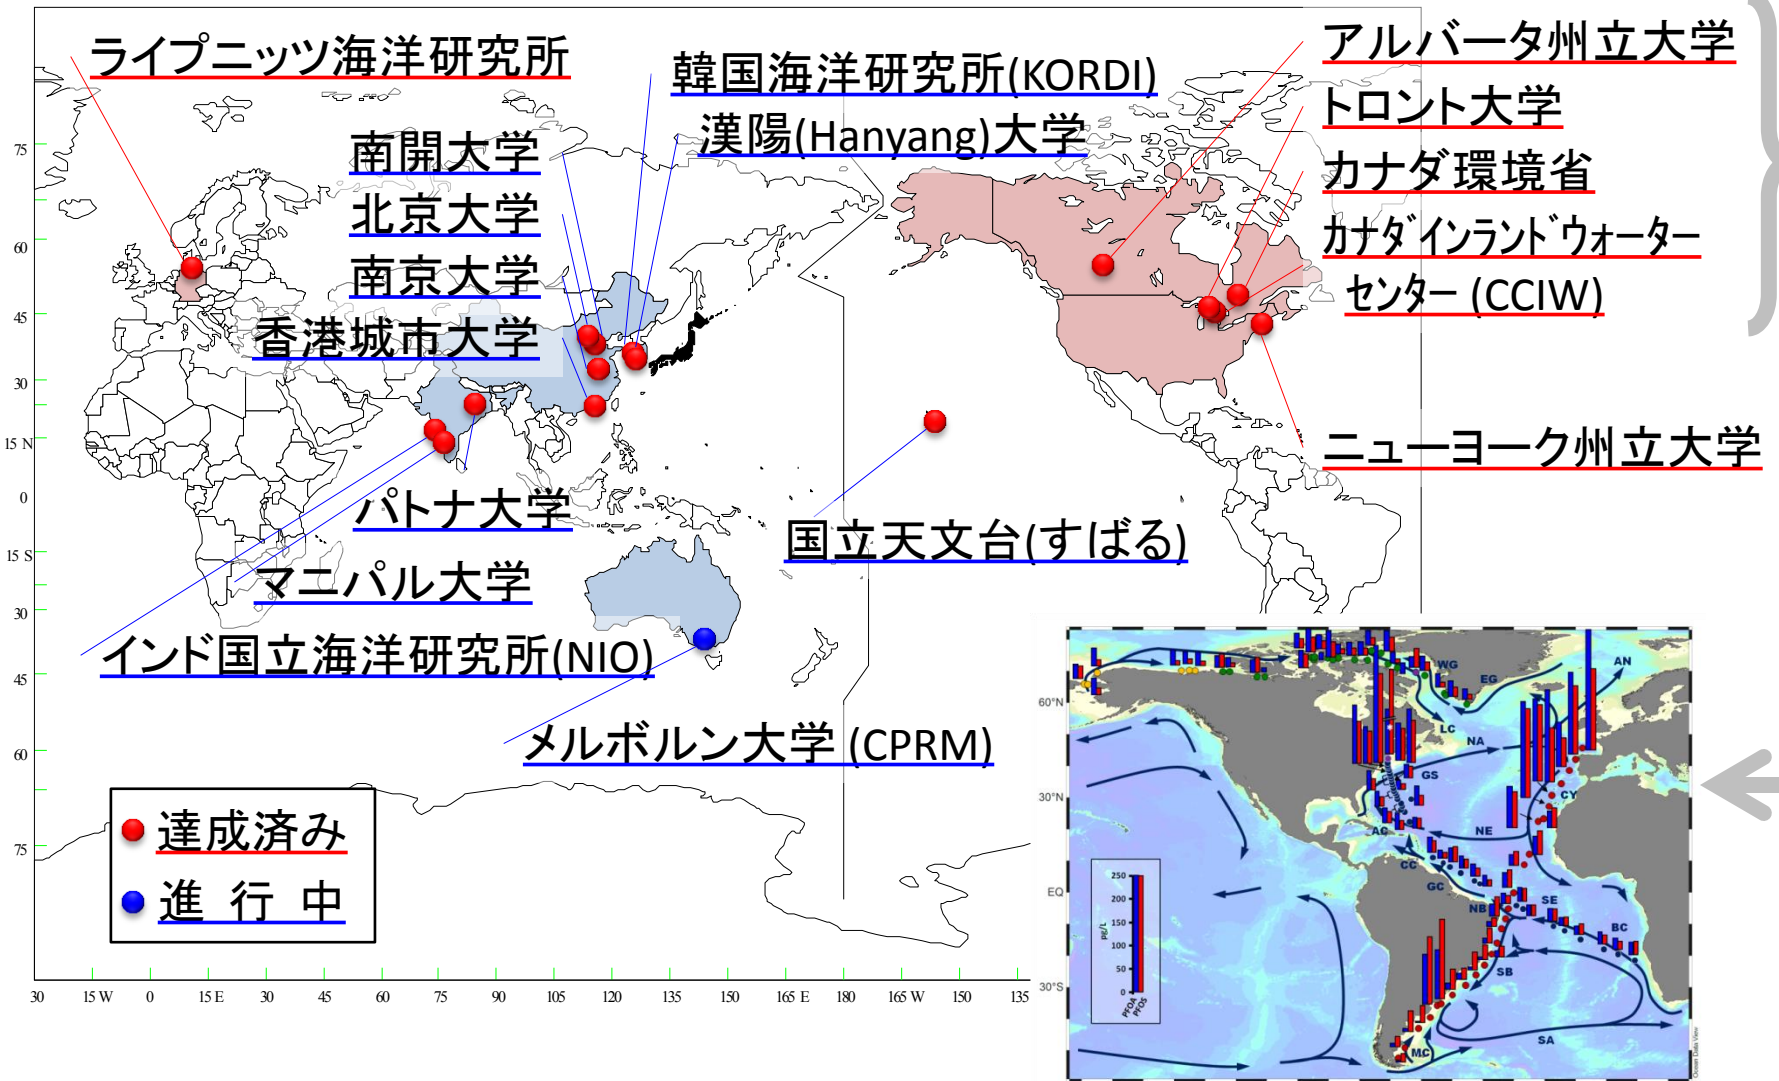 ライプニッツ海洋研究所
韓国海洋研究所(KORDI)
漢陽(Hanyang)大学
南開大学
北京大学
南京大学
香港城市大学
アルバータ州立大学
トロント大学
カナダ環境省
カナダインランドウォーター
センター (CCIW)
ニューヨーク州立大学
パトナ大学
マニパル大学
インド国立海洋研究所(NIO)
国立天文台(すばる)
メルボルン大学 (CPRM)
達成済み
進 行 中
75
60
45
30
15 N
0
15 S
30
45
60
75
30
15 W
0
15 E
30
45
60
75
90
105
120
135
150
165 E
180
165 W
150
135
60°N
30°N
EQ
30°S
WG
EG
AN
LC
NA
GS
CY
AC
NE
CC
GC
NB
SE
BC
SB
SA
MC
250
200
150
100
50
0
pg/L
PFOA
PFOS
Ocean Data View